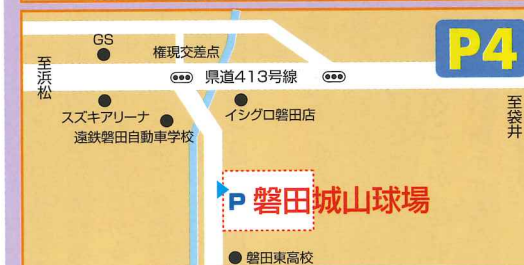 P4
GS
権現交差点
至浜松
県道413号線
至袋井
スズキアリーナ
イシグロ磐田店
遠鉄磐田自動車学校
P 磐田城山球場
磐田東高校